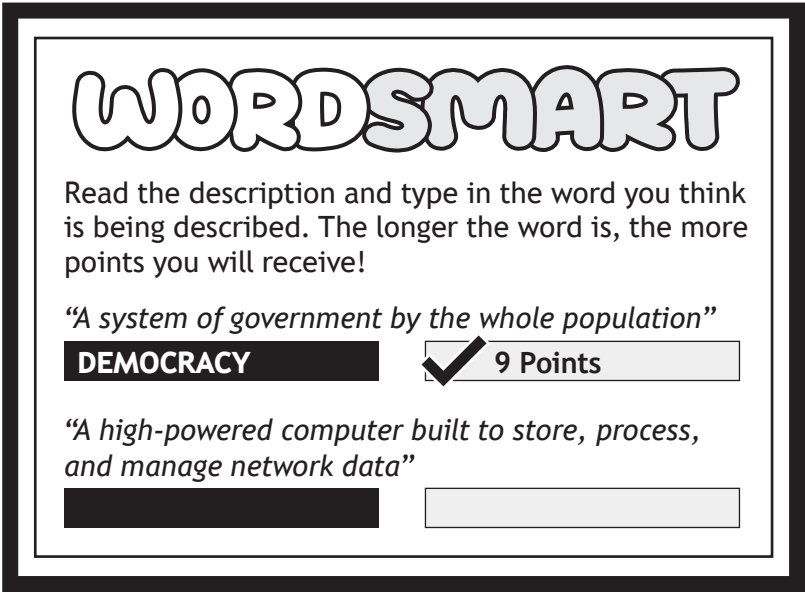 WORDSMART
Read the description and type in the word you think
is being described. The longer the word is, the more
points you will receive!
“A system of government by the whole population”
DEMOCRACY 9 Points
“A high-powered computer built to store, process,
and manage network data”